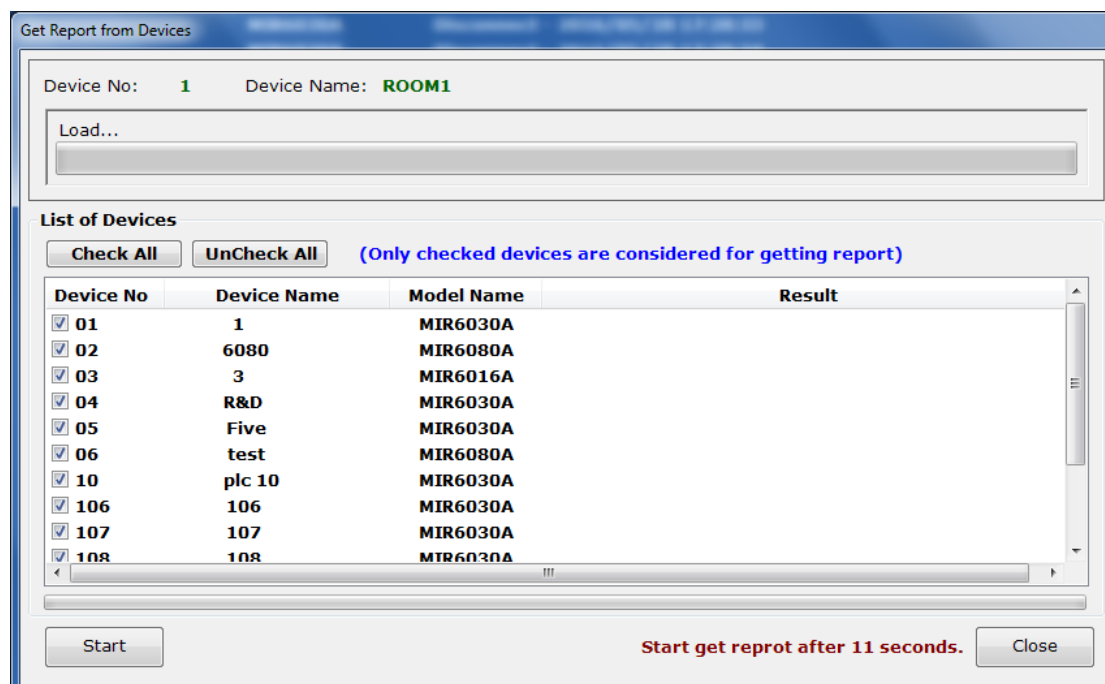 Get Report from Devices
Device No: 1 Device Name: ROOM1
Load...
List of Devices
Check All UnCheck All (Only checked devices are considered for getting report)
Device No Device Name Model Name Result
01 1 MIR6030A
02 6080 MIR6080A
03 3 MIR6016A
04 R&D MIR6030A
05 Five MIR6030A
06 test MIR6080A
10 plc 10 MIR6030A
106 106 MIR6030A
107 107 MIR6030A
108 108 MIR6030A
Start Start get reprot after 11 seconds. Close